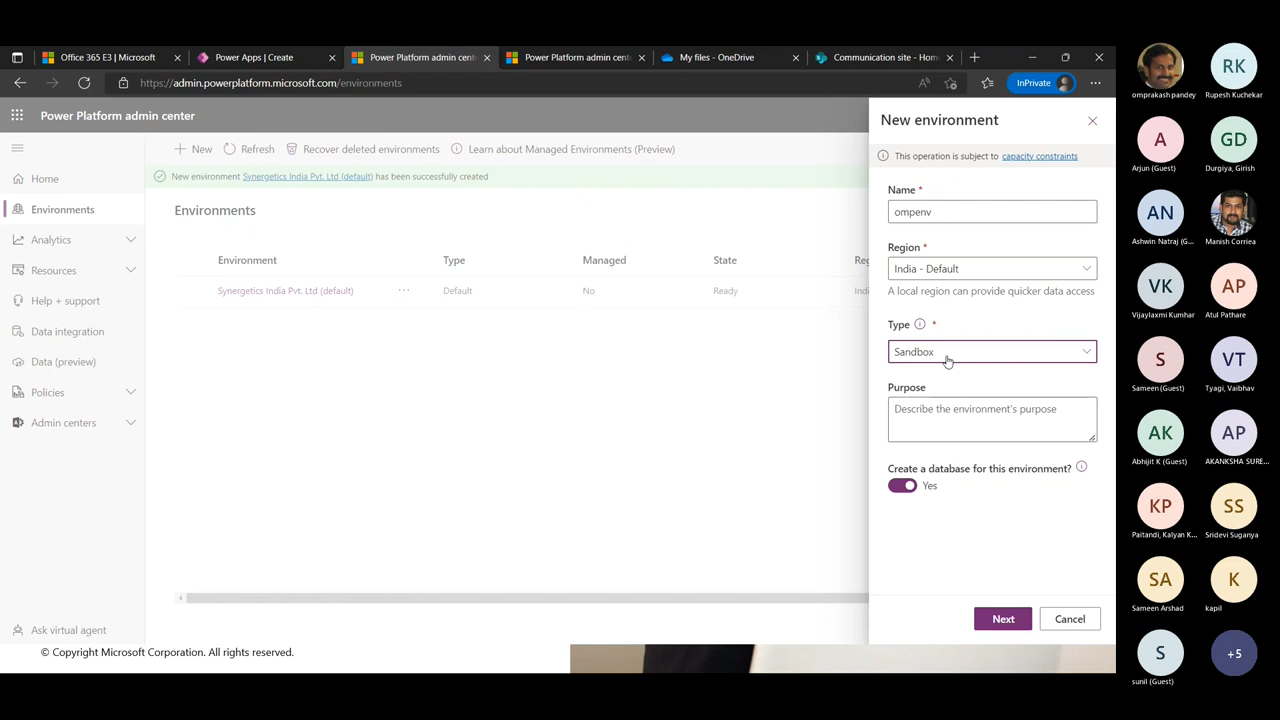 Office 365 E3 | Microsoft
Power Apps | Create
Power Platform admin cent
Power Platform admin cent
My files - OneDrive
Communication site - Hom
https://admin.powerplatform.microsoft.com/environments
InPrivate
Power Platform admin center
New Refresh Recover deleted environments Learn about Managed Environments (Preview)
New environment Synergetics India Pvt. Ltd (default) has been successfully created
Home
Environments
Analytics
Resources
Help + support
Data integration
Data (preview)
Policies
Admin centers
Ask virtual agent
Environments
Environment Type Managed State Reg
Synergetics India Pvt. Ltd (default) ... Default No Ready Indi
New environment
This operation is subject to capacity constraints
Name *
ompenv
Region *
India - Default
A local region can provide quicker data access
Type *
Sandbox
Purpose
Describe the environment's purpose
Create a database for this environment?
Yes
Next Cancel
© Copyright Microsoft Corporation. All rights reserved.
omprakash pandey
RK
Rupesh Kuchekar
A
Arjun (Guest)
GD
Durgiya, Girish
AN
Ashwin Natraj (G...
Manish Corriea
VK
Vijaylaxmi Kumhar
AP
Atul Pathare
S
Sameen (Guest)
VT
Tyagi, Vaibhav
AK
Abhijit K (Guest)
AP
AKANKSHA SURE...
KP
Paitandi, Kalyan K...
SS
Sridevi Suganya
SA
Sameen Arshad
K
kapil
S
sunil (Guest)
+5